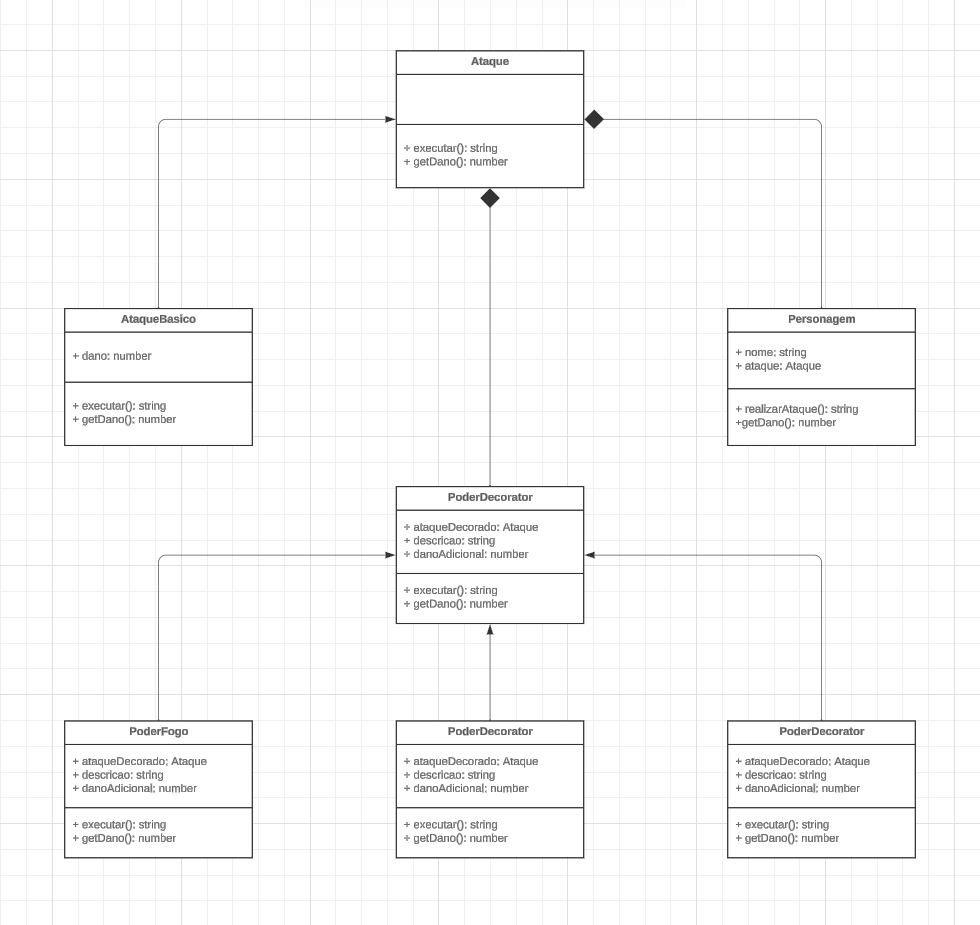 Ataque
+ executar(): string
+ getDano(): number
AtaqueBasico
+ dano: number
+ executar(): string
+ getDano(): number
Personagem
+ nome: string
+ ataque: Ataque
+ realizarAtaque(): string
+getDano(): number
PoderDecorator
+ ataqueDecorado: Ataque
+ descricao: string
+ danoAdicional: number
+ executar(): string
+ getDano(): number
PoderFogo
+ ataqueDecorado: Ataque
+ descricao: string
+ danoAdicional: number
+ executar(): string
+ getDano(): number
PoderDecorator
+ ataqueDecorado: Ataque
+ descricao: string
+ danoAdicional: number
+ executar(): string
+ getDano(): number
PoderDecorator
+ ataqueDecorado: Ataque
+ descricao: string
+ danoAdicional: number
+ executar(): string
+ getDano(): number